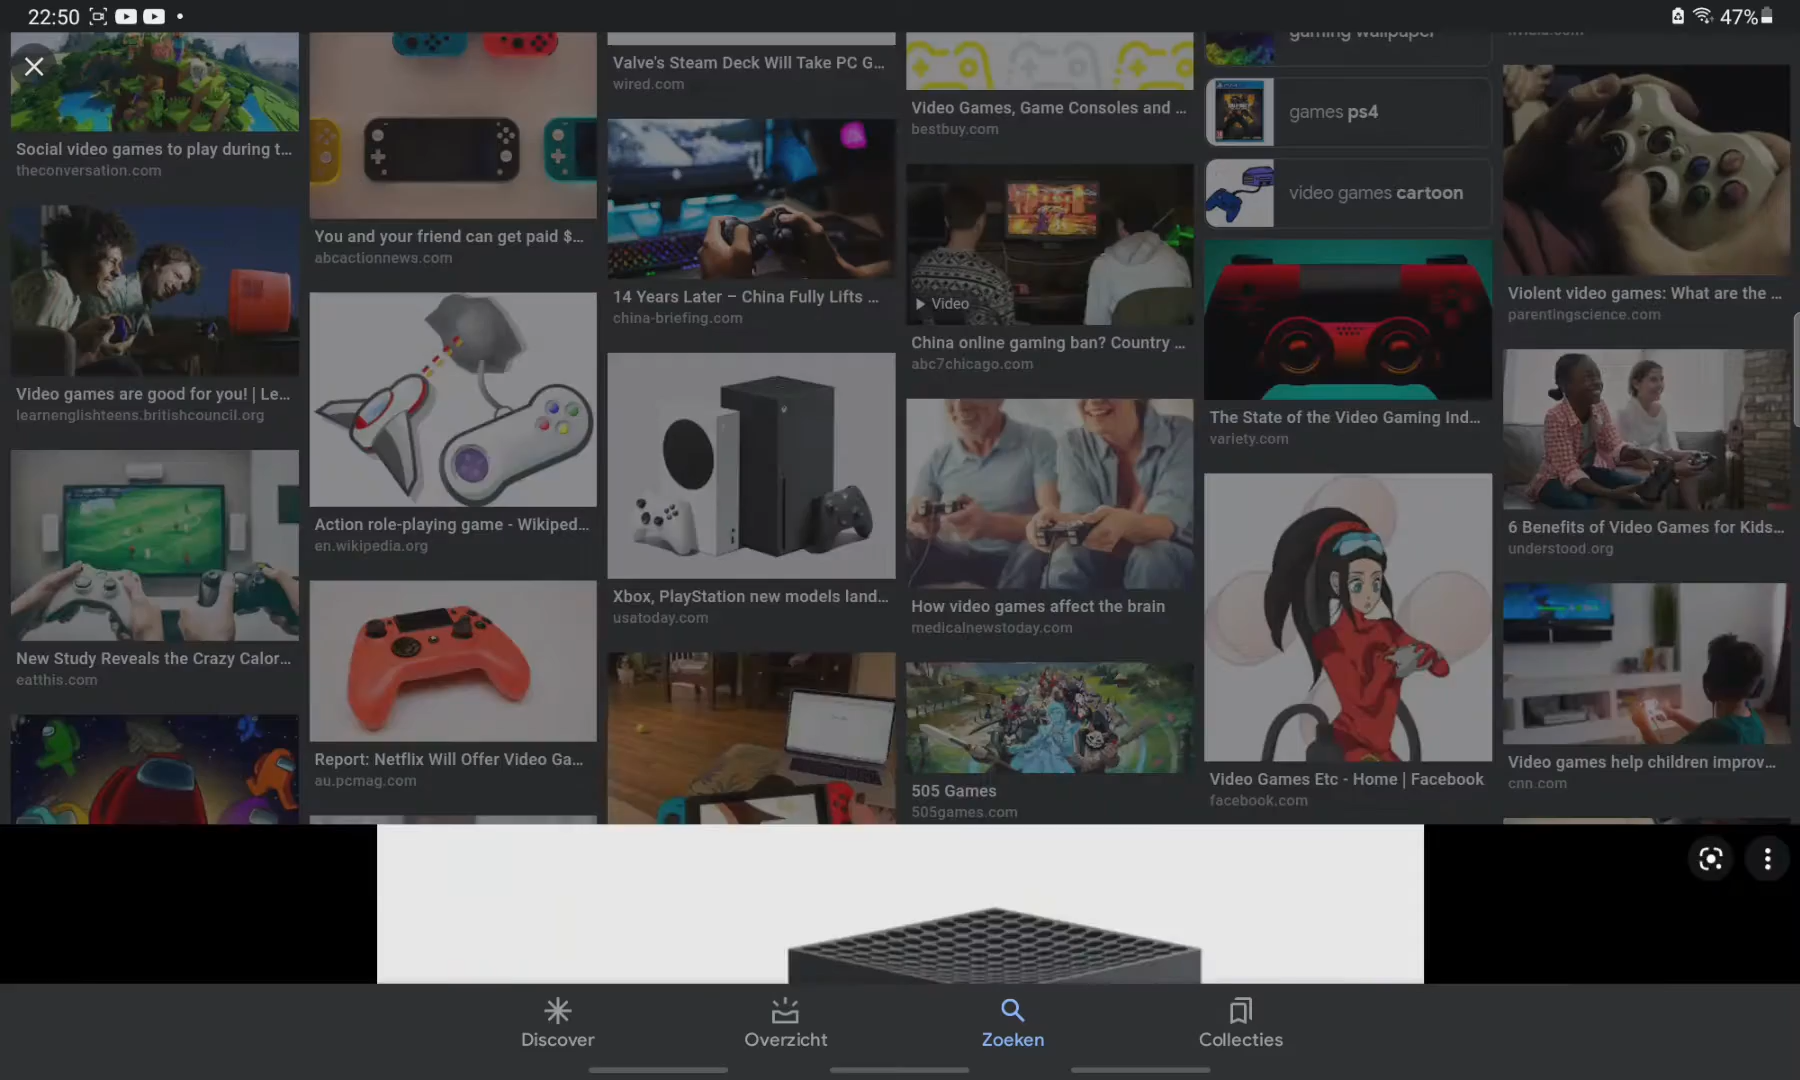 22:50
47%
Social video games to play during t...
theconversation.com
Video games are good for you! | Le...
learnenglishteens.britishcouncil.org
New Study Reveals the Crazy Calor...
eatthis.com
You and your friend can get paid $...
abcactionnews.com
Action role-playing game - Wikiped...
en.wikipedia.org
Report: Netflix Will Offer Video Ga...
au.pcmag.com
Valve's Steam Deck Will Take PC G...
wired.com
14 Years Later – China Fully Lifts ...
china-briefing.com
Xbox, PlayStation new models land...
usatoday.com
Video Games, Game Consoles and ...
bestbuy.com
Video
China online gaming ban? Country ...
abc7chicago.com
How video games affect the brain
medicalnewstoday.com
505 Games
505games.com
gaming wallpaper
games ps4
video games cartoon
The State of the Video Gaming Ind...
variety.com
Video Games Etc - Home | Facebook
facebook.com
Violent video games: What are the ...
parentingscience.com
6 Benefits of Video Games for Kids...
understood.org
Video games help children improv...
cnn.com
Discover
Overzicht
Zoeken
Collecties